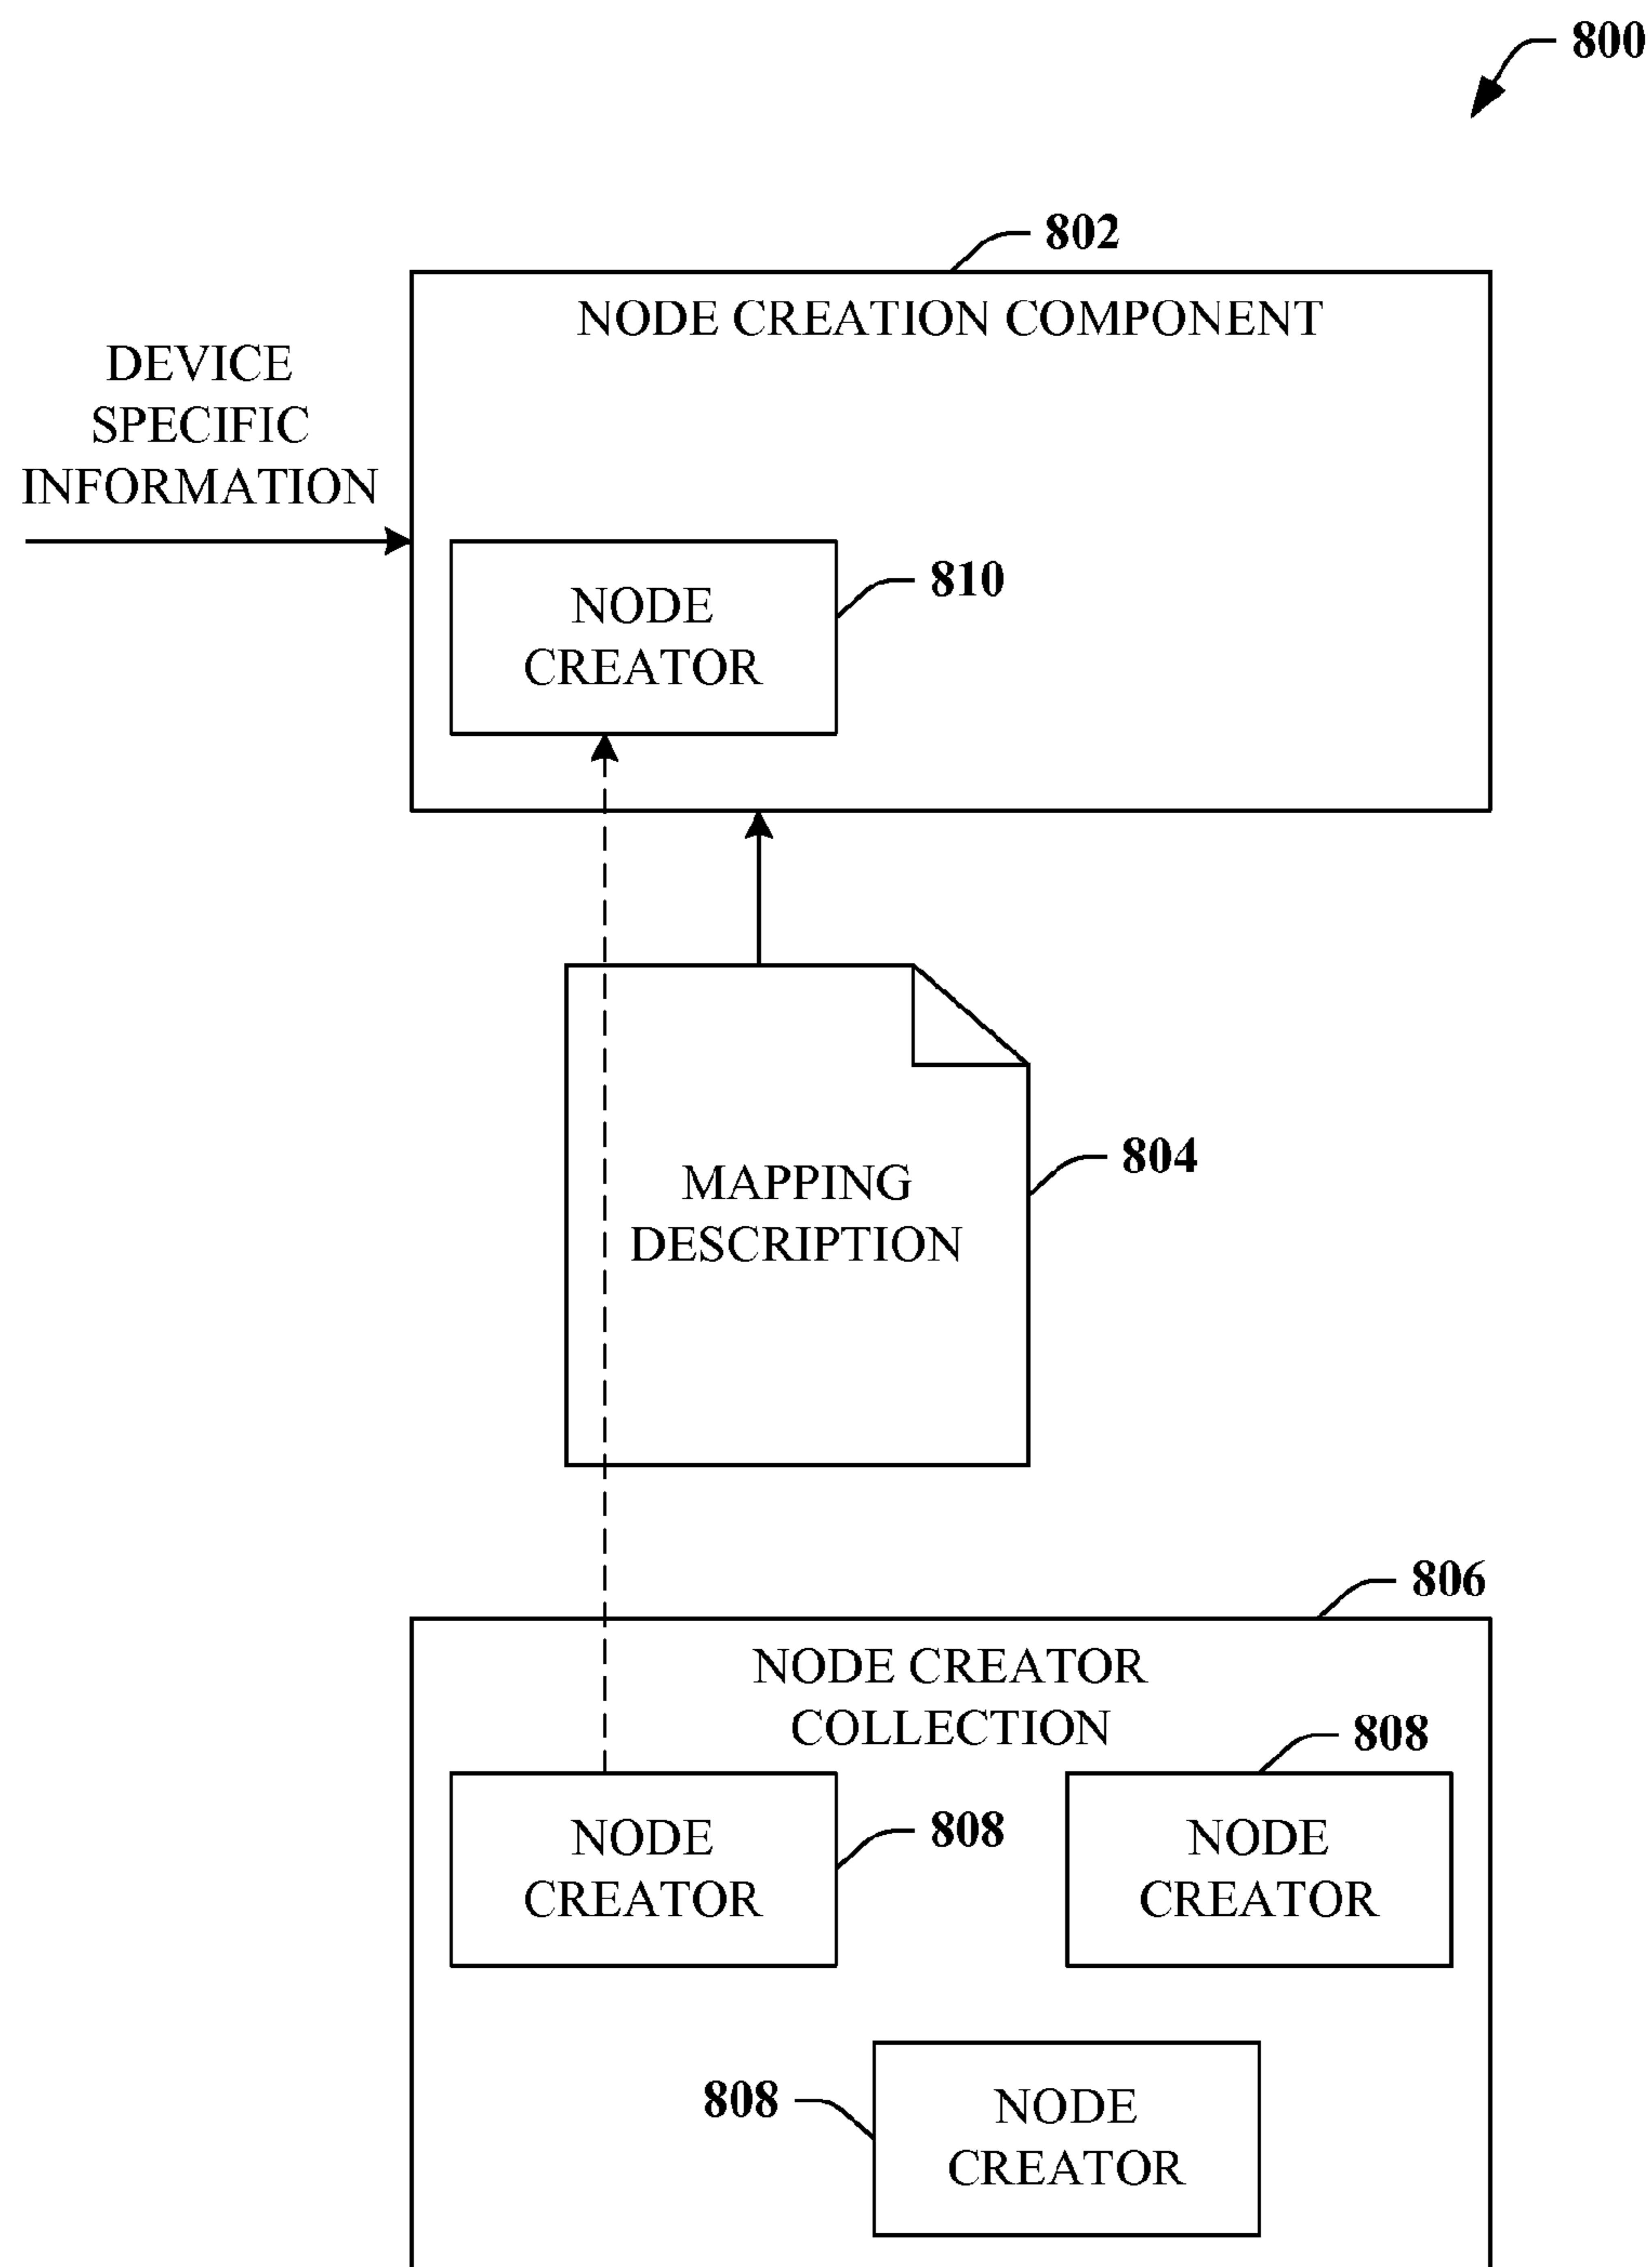 800
802
NODE CREATION COMPONENT
DEVICE
SPECIFIC
INFORMATION
810
NODE
CREATOR
804
MAPPING
DESCRIPTION
806
NODE CREATOR
COLLECTION
808
NODE
CREATOR
808
NODE
CREATOR
808
NODE
CREATOR